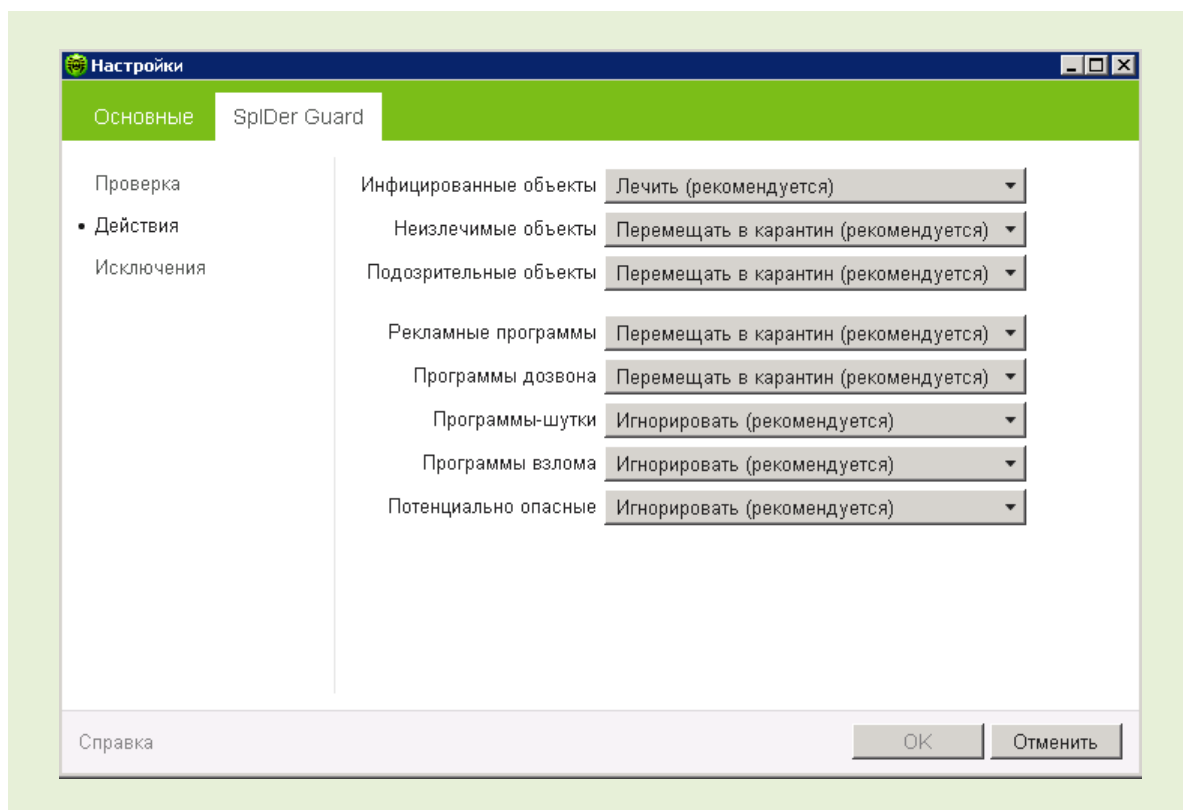 Настройки
Основные SpIDer Guard
Проверка
Действия
Исключения
Инфицированные объекты Лечить (рекомендуется)
Неизлечимые объекты Перемещать в карантин (рекомендуется)
Подозрительные объекты Перемещать в карантин (рекомендуется)
Рекламные программы Перемещать в карантин (рекомендуется)
Программы дозвона Перемещать в карантин (рекомендуется)
Программы-шутки Игнорировать (рекомендуется)
Программы взлома Игнорировать (рекомендуется)
Потенциально опасные Игнорировать (рекомендуется)
Справка OK Отменить